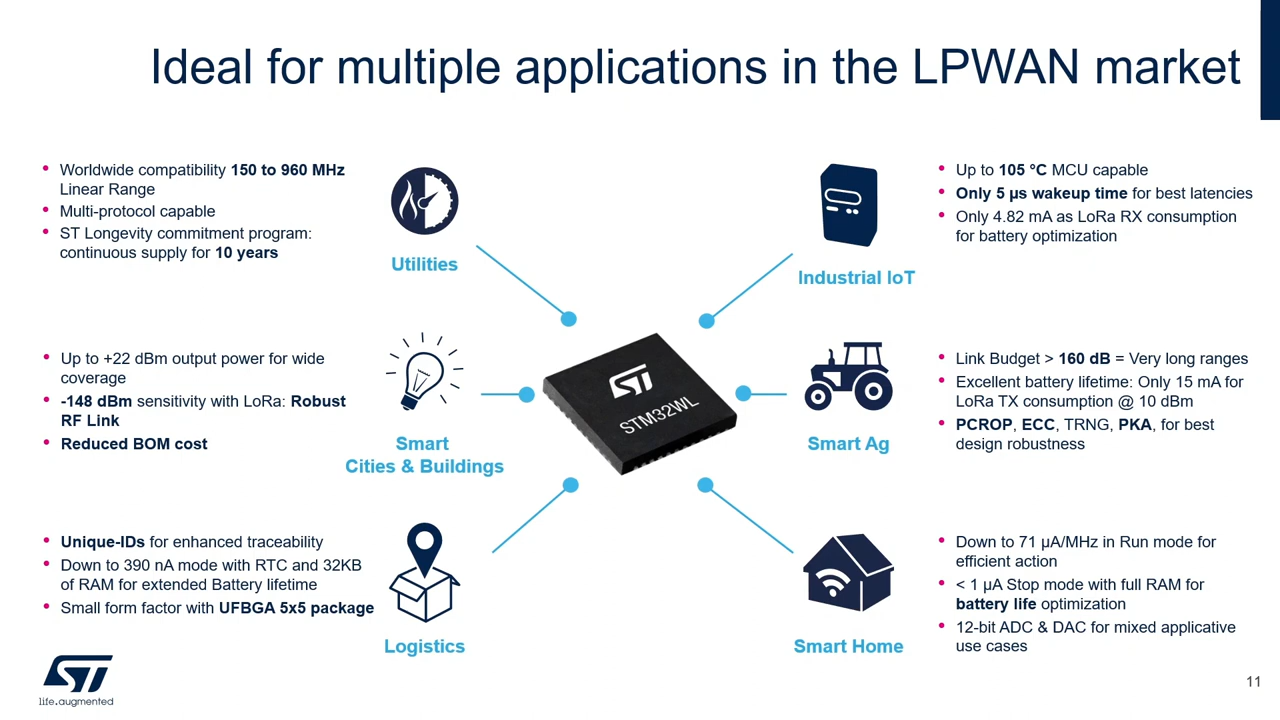 Ideal for multiple applications in the LPWAN market
• Worldwide compatibility 150 to 960 MHz
Linear Range
• Multi-protocol capable
• ST Longevity commitment program:
continuous supply for 10 years
Utilities
• Up to 105 °C MCU capable
• Only 5 µs wakeup time for best latencies
• Only 4.82 mA as LoRa RX consumption
for battery optimization
Industrial IoT
• Up to +22 dBm output power for wide
coverage
• -148 dBm sensitivity with LoRa: Robust
RF Link
• Reduced BOM cost
Smart
Cities & Buildings
ST
STM32WL
• Link Budget > 160 dB = Very long ranges
• Excellent battery lifetime: Only 15 mA for
LoRa TX consumption @ 10 dBm
• PCROP, ECC, TRNG, PKA, for best
design robustness
Smart Ag
• Unique-IDs for enhanced traceability
• Down to 390 nA mode with RTC and 32KB
of RAM for extended Battery lifetime
• Small form factor with UFBGA 5x5 package
Logistics
• Down to 71 µA/MHz in Run mode for
efficient action
• < 1 µA Stop mode with full RAM for
battery life optimization
• 12-bit ADC & DAC for mixed applicative
use cases
Smart Home
ST
life.augmented
11